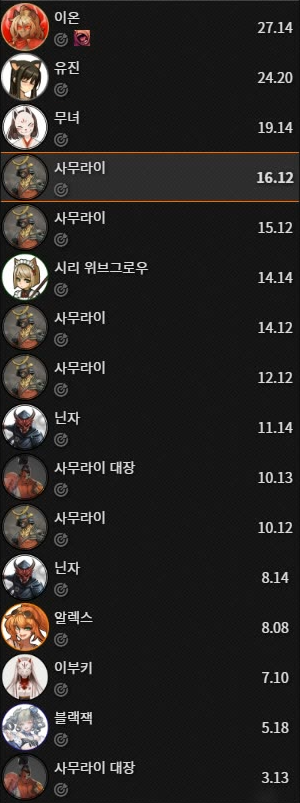 이온
27.14
유진
24.20
무녀
19.14
사무라이
16.12
사무라이
15.12
시리 위브그로우
14.14
사무라이
14.12
사무라이
12.12
닌자
11.14
사무라이 대장
10.13
사무라이
10.12
닌자
8.14
알렉스
8.08
이부키
7.10
블랙잭
5.18
사무라이 대장
3.13